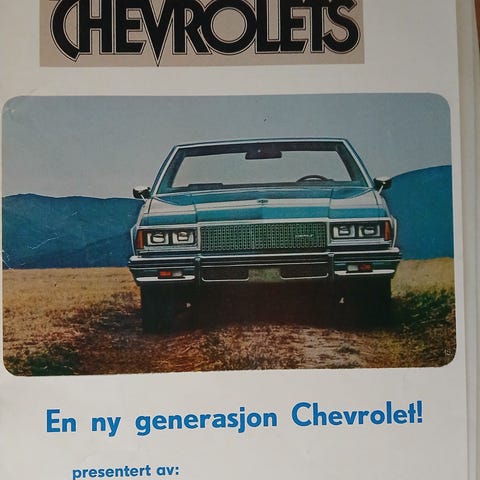 CHEVROLETS
En ny generasjon Chevrolet!
presentert av: